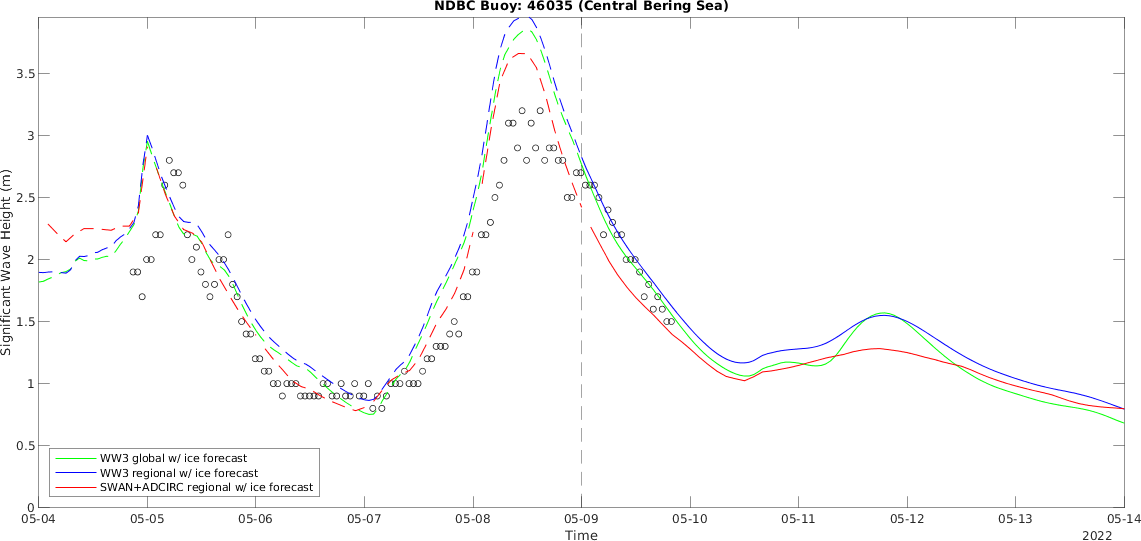 NDBC Buoy: 46035 (Central Bering Sea)
Significant Wave Height (m)
3.5
3
2.5
2
1.5
1
0.5
0
WW3 global w/ ice forecast
WW3 regional w/ ice forecast
SWAN+ADCIRC regional w/ ice forecast
05-04 05-05 05-06 05-07 05-08 05-09 05-10 05-11 05-12 05-13 05-14
Time
2022